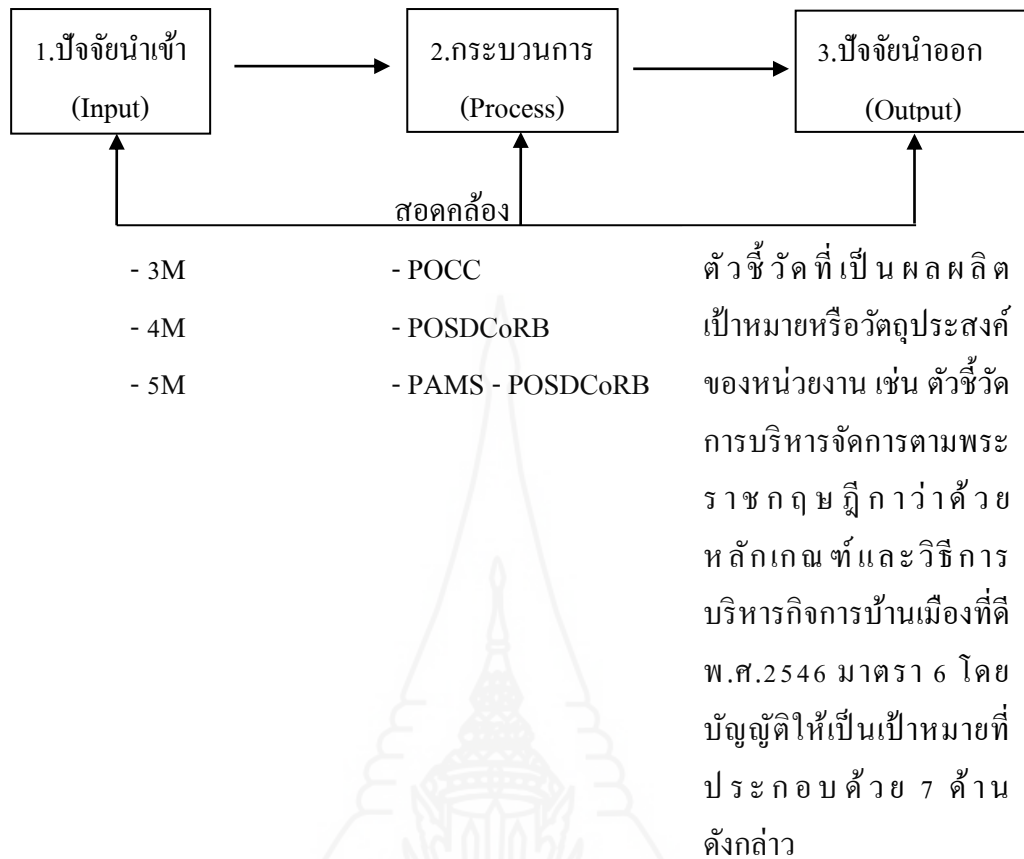 1.ปัจจัยนำเข้า
(Input)
2.กระบวนการ
(Process)
3.ปัจจัยนำออก
(Output)
สอดคล้อง
- 3M
- 4M
- 5M
- POCC
- POSDCoRB
- PAMS - POSDCoRB
ตัวชี้วัดที่เป็นผลผลิต
เป้าหมายหรือวัตถุประสงค์
ของหน่วยงาน เช่น ตัวชี้วัด
การบริหารจัดการตามพระ
ราชกฤษฎีกาว่าด้วย
หลักเกณฑ์และวิธีการ
บริหารกิจการบ้านเมืองที่ดี
พ.ศ.2546 มาตรา 6 โดย
บัญญัติให้เป็นเป้าหมายที่
ประกอบด้วย 7 ด้าน
ดังกล่าว